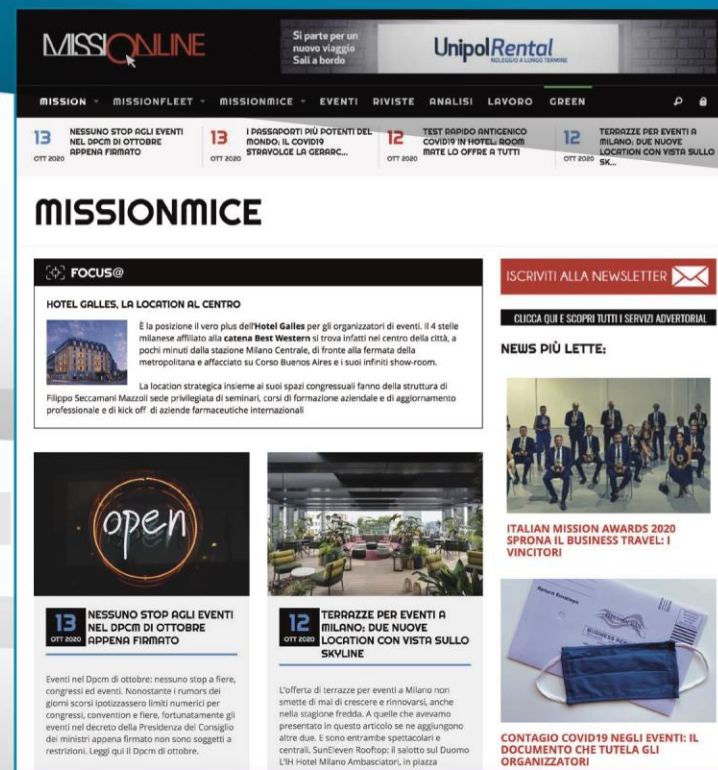 MISSIONLINE
Si parte per un
nuovo viaggio
Sali a bordo
UnipolRental
NOLEGGIO A LUNGO TERMINE
MISSION MISSIONFLEET MISSIONMICE EVENTI RIVISTE ANALISI LAVORO GREEN
13 OTT 2020
NESSUNO STOP AGLI EVENTI
NEL DPCM DI OTTOBRE
APPENA FIRMATO
13 OTT 2020
I PASSAPORTI PIÙ POTENTI DEL
MONDO: IL COVID19
STRAVOLGE LA GERARC...
12 OTT 2020
TEST RAPIDO ANTIGENICO
COVID19 IN HOTEL: ROOM
MATE LO OFFRE A TUTTI
12 OTT 2020
TERRAZZE PER EVENTI A
MILANO: DUE NUOVE
LOCATION CON VISTA SULLO
SK...
MISSIONMICE
FOCUS@
HOTEL GALLES, LA LOCATION AL CENTRO
È la posizione il vero plus dell'Hotel Galles per gli organizzatori di eventi. Il 4 stelle
milanese affiliato alla catena Best Western si trova infatti nel centro della città, a
pochi minuti dalla stazione Milano Centrale, di fronte alla fermata della
metropolitana e affacciato su Corso Buenos Aires e i suoi infiniti show-room.
La location strategica insieme ai suoi spazi congressuali fanno della struttura di
Filippo Seccamani Mazzoli sede privilegiata di seminari, corsi di formazione aziendale e di aggiornamento
professionale e di kick off di aziende farmaceutiche internazionali
open
13
OTT 2020
NESSUNO STOP AGLI EVENTI
NEL DPCM DI OTTOBRE
APPENA FIRMATO
Eventi nel Dpcm di ottobre: nessuno stop a fiere,
congressi ed eventi. Nonostante i rumors dei
giorni scorsi ipotizzassero limiti numerici per
congressi, convention e fiere, fortunatamente gli
eventi nel decreto della Presidenza del Consiglio
dei ministri appena firmato non sono soggetti a
restrizioni. Leggi qui il Dpcm di ottobre.
12
OTT 2020
TERRAZZE PER EVENTI A
MILANO: DUE NUOVE
LOCATION CON VISTA SULLO
SKYLINE
L'offerta di terrazze per eventi a Milano non
smette di mai di crescere e rinnovarsi, anche
nella stagione fredda. A quelle che avevamo
presentato in questo articolo se ne aggiungono
altre due. E sono entrambe spettacolari e
centrali. SunEleven Rooftop: il salotto sul Duomo
L'IH Hotel Milano Ambasciatori, in piazza
ISCRIVITI ALLA NEWSLETTER
CLICCA QUI E SCOPRI TUTTI I SERVIZI ADVERTORIAL
NEWS PIÙ LETTE:
ITALIAN MISSION AWARDS 2020
SPRONA IL BUSINESS TRAVEL: I
VINCITORI
Return Envelope
CONTAGIO COVID19 NEGLI EVENTI: IL
DOCUMENTO CHE TUTELA GLI
ORGANIZZATORI